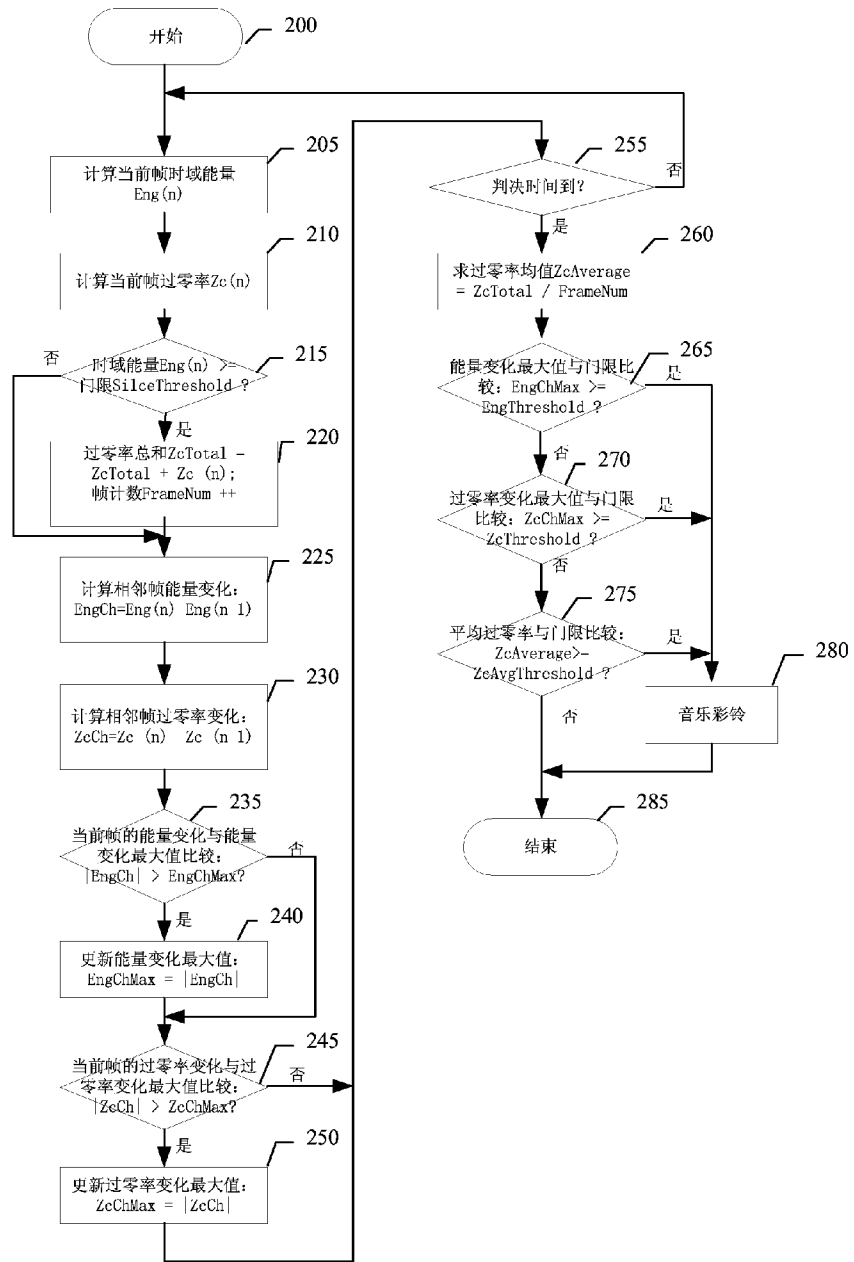 开始
200
205
计算当前帧时域能量
Eng(n)
210
计算当前帧过零率Zc(n)
否
215
时域能量Eng(n) >=
门限SilceThreshold ?
是
220
过零率总和ZcTotal -
ZcTotal + Zc (n);
帧计数FrameNum ++
225
计算相邻帧能量变化:
EngCh=Eng(n) Eng(n 1)
230
计算相邻帧过零率变化:
ZcCh=Zc (n) Zc (n 1)
235
当前帧的能量变化与能量
变化最大值比较:
|EngCh| > EngChMax?
否
是
240
更新能量变化最大值:
EngChMax = |EngCh|
245
当前帧的过零率变化与过
零率变化最大值比较:
|ZcCh| > ZcChMax?
否
是
250
更新过零率变化最大值:
ZcChMax = |ZcCh|
255
判决时间到?
否
是
260
求过零率均值ZcAverage
= ZcTotal / FrameNum
265
能量变化最大值与门限比
较: EngChMax >=
EngThreshold ?
是
否
270
过零率变化最大值与门限
比较: ZcChMax >=
ZcThreshold ?
是
否
275
平均过零率与门限比较:
ZcAverage>-
ZcAvgThreshold ?
是
否
280
音乐彩铃
285
结束